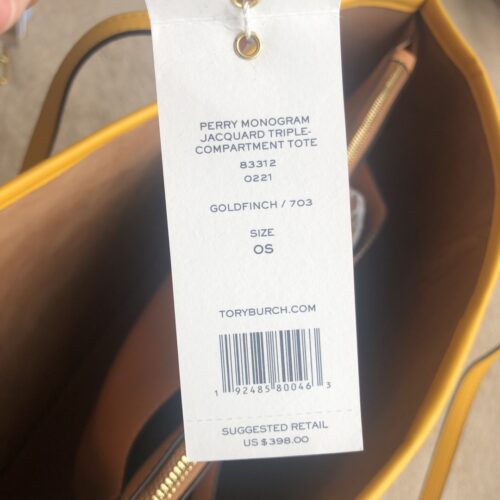 PERRY MONOGRAM
JACQUARD TRIPLE-
COMPARTMENT TOTE
83312
0221
GOLDFINCH / 703
SIZE
OS
TORYBURCH.COM
1 92485 80046 3
SUGGESTED RETAIL
US $398.00